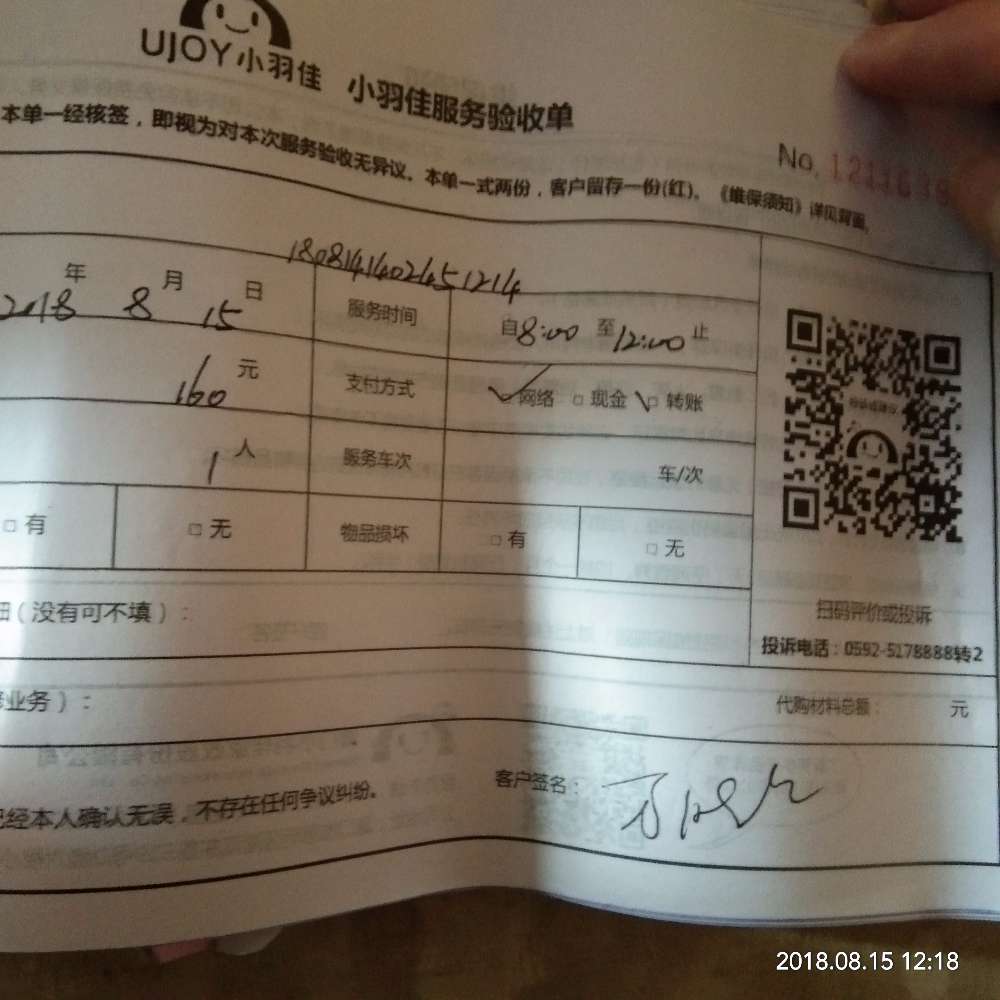 UJOY小羽佳 小羽佳服务验收单
本单一经核签，即视为对本次服务验收无异议。本单一式两份，客户留存一份(红)。《维保须知》详见背面。
No.
180814140245 1214
2018 年 8 月 15 日 服务时间 自8:00 至12:00 止
160 元 支付方式 网络 □ 现金 □ 转账
1 人 服务车次 车/次
□ 有 □ 无 物品损坏 □ 有 □ 无
扫码评价或投诉
投诉电话：0592-5178888转2
细（没有可不填）：
业务）： 代购材料总额： 元
已经本人确认无误，不存在任何争议纠纷。 客户签名：
2018.08.15 12:18